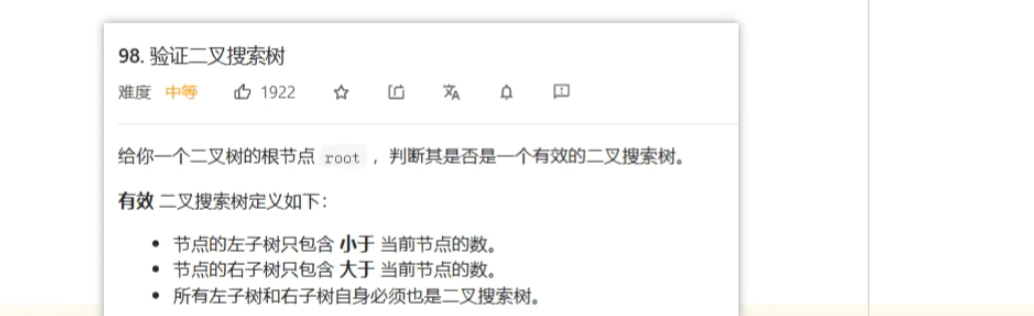 98. 验证二叉搜索树
难度 中等 1922
给你一个二叉树的根节点 root ，判断其是否是一个有效的二叉搜索树。
有效 二叉搜索树定义如下：
• 节点的左子树只包含 小于 当前节点的数。
• 节点的右子树只包含 大于 当前节点的数。
• 所有左子树和右子树自身必须也是二叉搜索树。